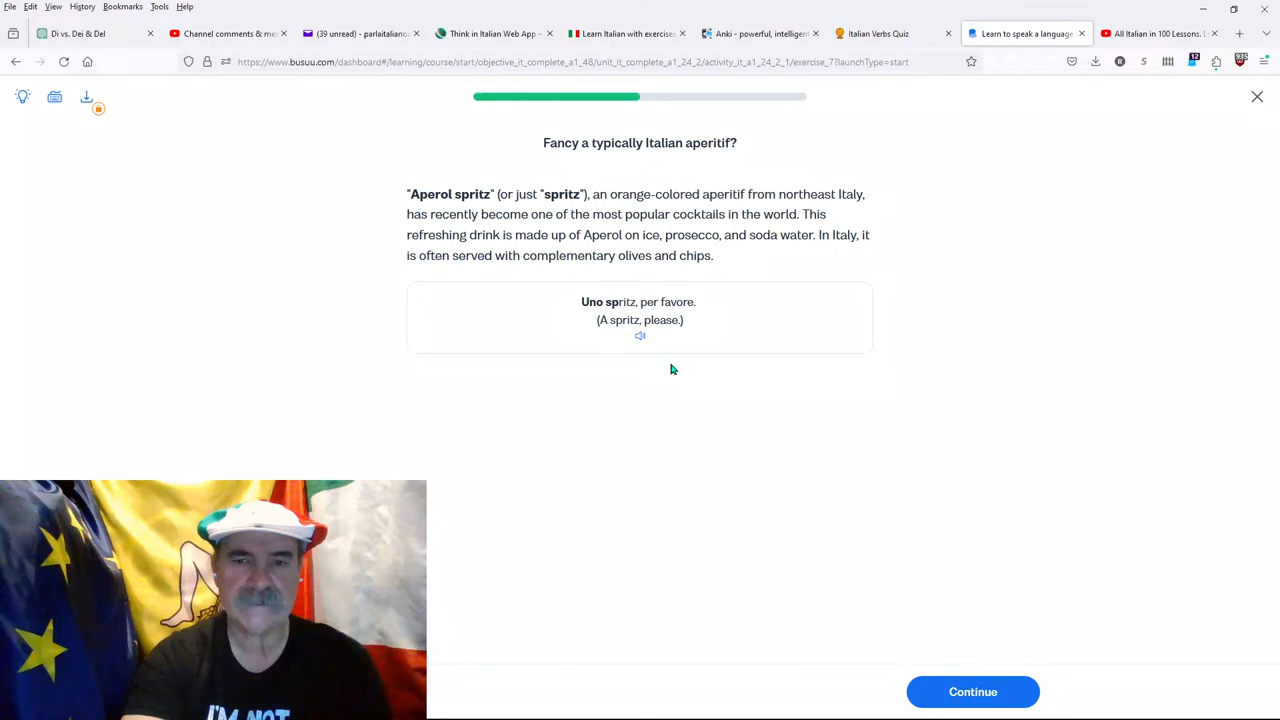 File Edit View History Bookmarks Tools Help
Di vs. Dei & Del
Channel comments & me
(39 unread) - parlaitaliano
Think in Italian Web App –
Learn Italian with exercises,
Anki - powerful, intelligent
Italian Verbs Quiz
Learn to speak a language
All Italian in 100 Lessons. L
https://www.busuu.com/dashboard#/learning/course/start/objective_it_complete_a1_48/unit_it_complete_a1_24_2/activity_it_a1_24_2_1/exercise_7?launchType=start
12
Fancy a typically Italian aperitif?
"Aperol spritz" (or just "spritz"), an orange-colored aperitif from northeast Italy,
has recently become one of the most popular cocktails in the world. This
refreshing drink is made up of Aperol on ice, prosecco, and soda water. In Italy, it
is often served with complementary olives and chips.
Uno spritz, per favore.
(A spritz, please.)
I'M NOT
Continue